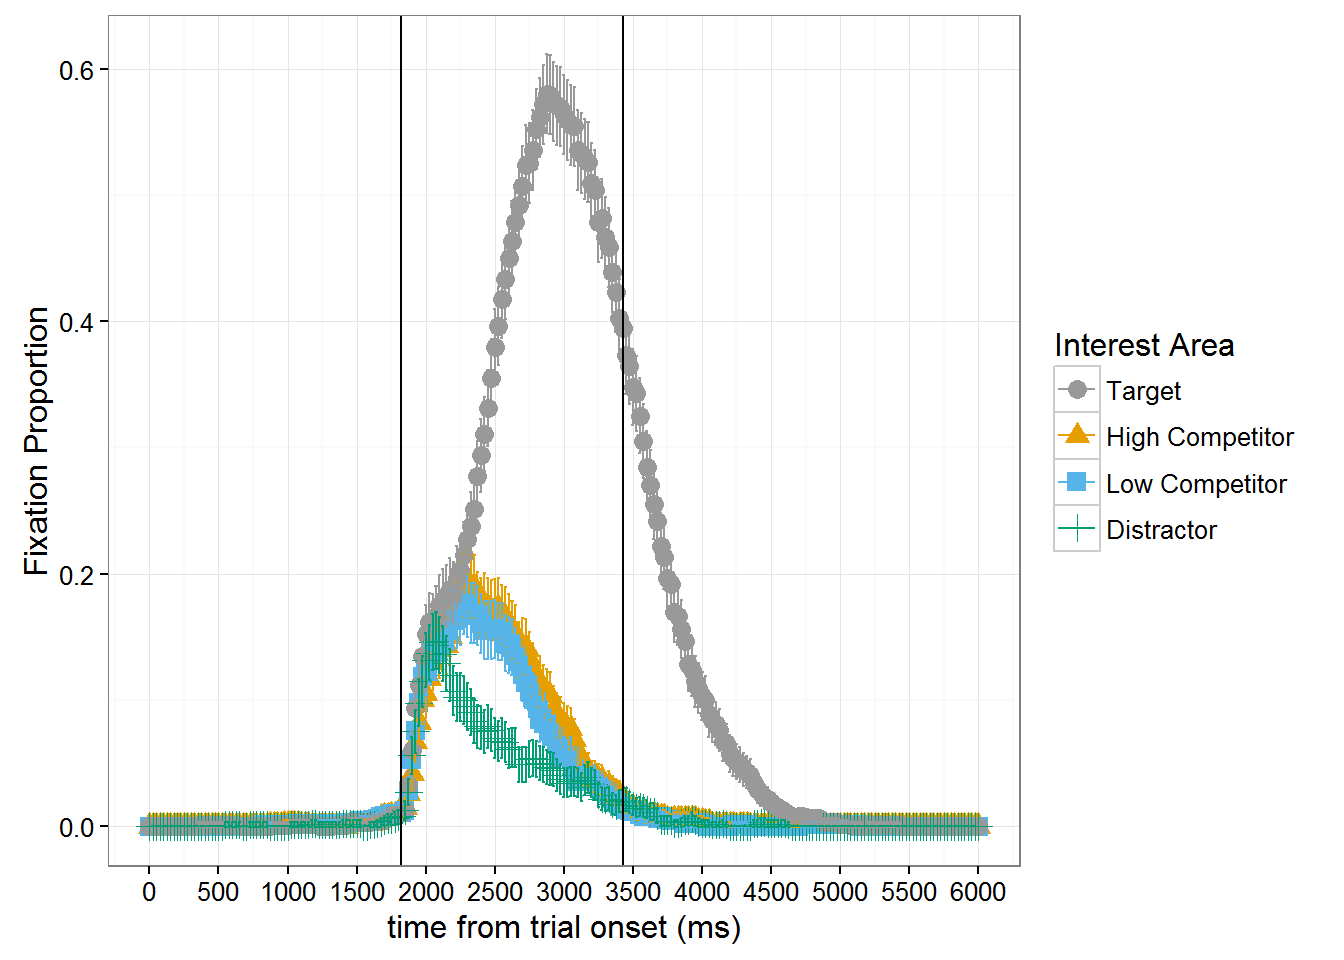 0.6
0.4
0.2
0.0
Fixation Proportion
0 500 1000 1500 2000 2500 3000 3500 4000 4500 5000 5500 6000
time from trial onset (ms)
Interest Area
Target
High Competitor
Low Competitor
Distractor